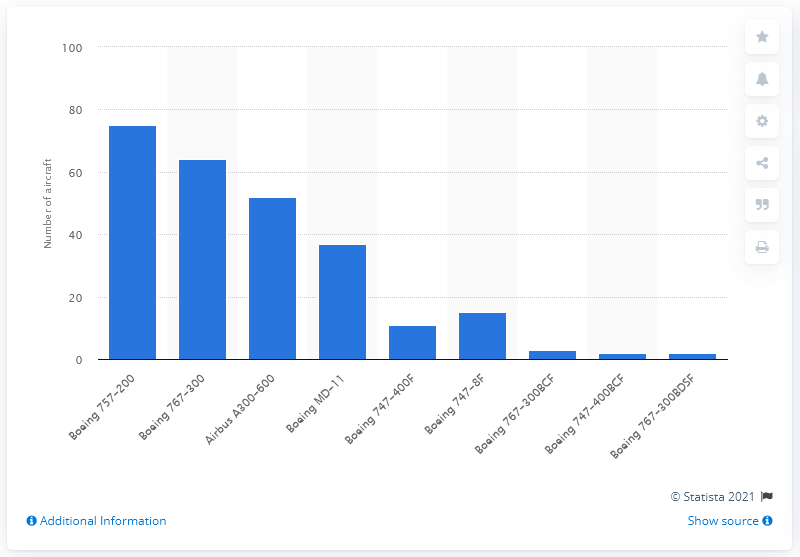 100
80
60
40
20
0
Number of aircraft
Boeing 757-200
Boeing 767-300
Airbus A300-600
Boeing MD-11
Boeing 747-400F
Boeing 747-8F
Boeing 767-300BCF
Boeing 747-400BCF
Boeing 767-300BDSF
© Statista 2021
Additional Information
Show source